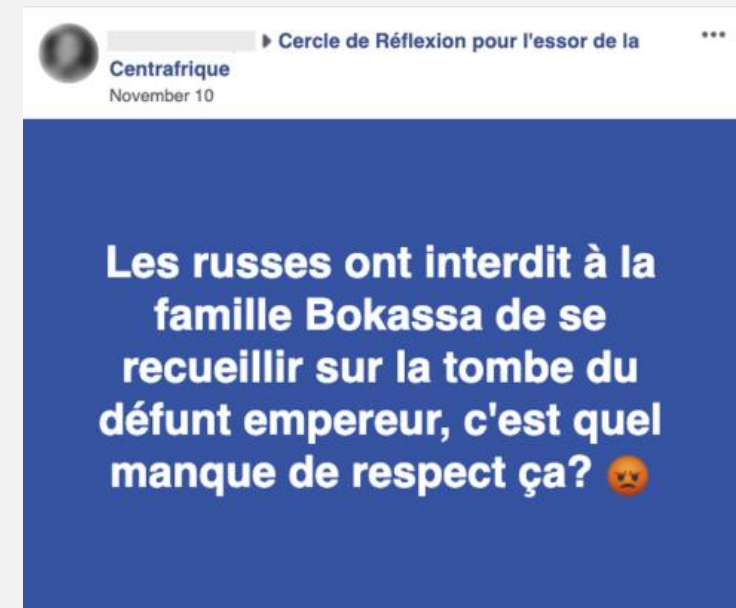 Cercle de Réflexion pour l'essor de la
Centrafrique
November 10
Les russes ont interdit à la
famille Bokassa de se
recueillir sur la tombe du
défunt empereur, c'est quel
manque de respect ça? 😡